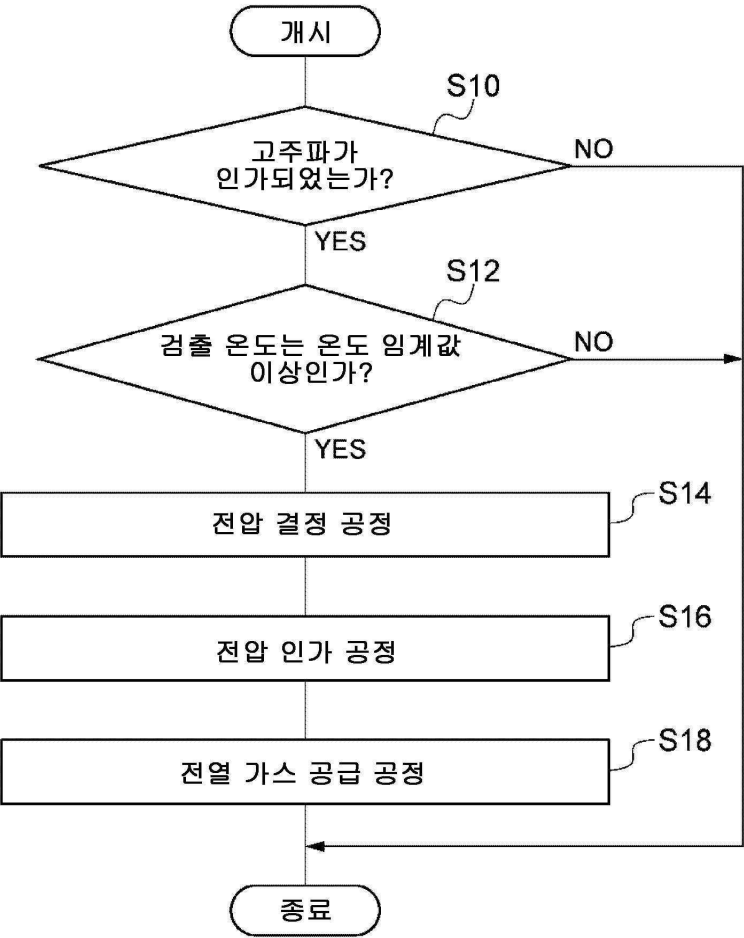 개시
S10
고주파가
인가되었는가?
NO
YES
S12
검출 온도는 온도 임계값
이상인가?
NO
YES
S14
전압 결정 공정
S16
전압 인가 공정
S18
전열 가스 공급 공정
종료